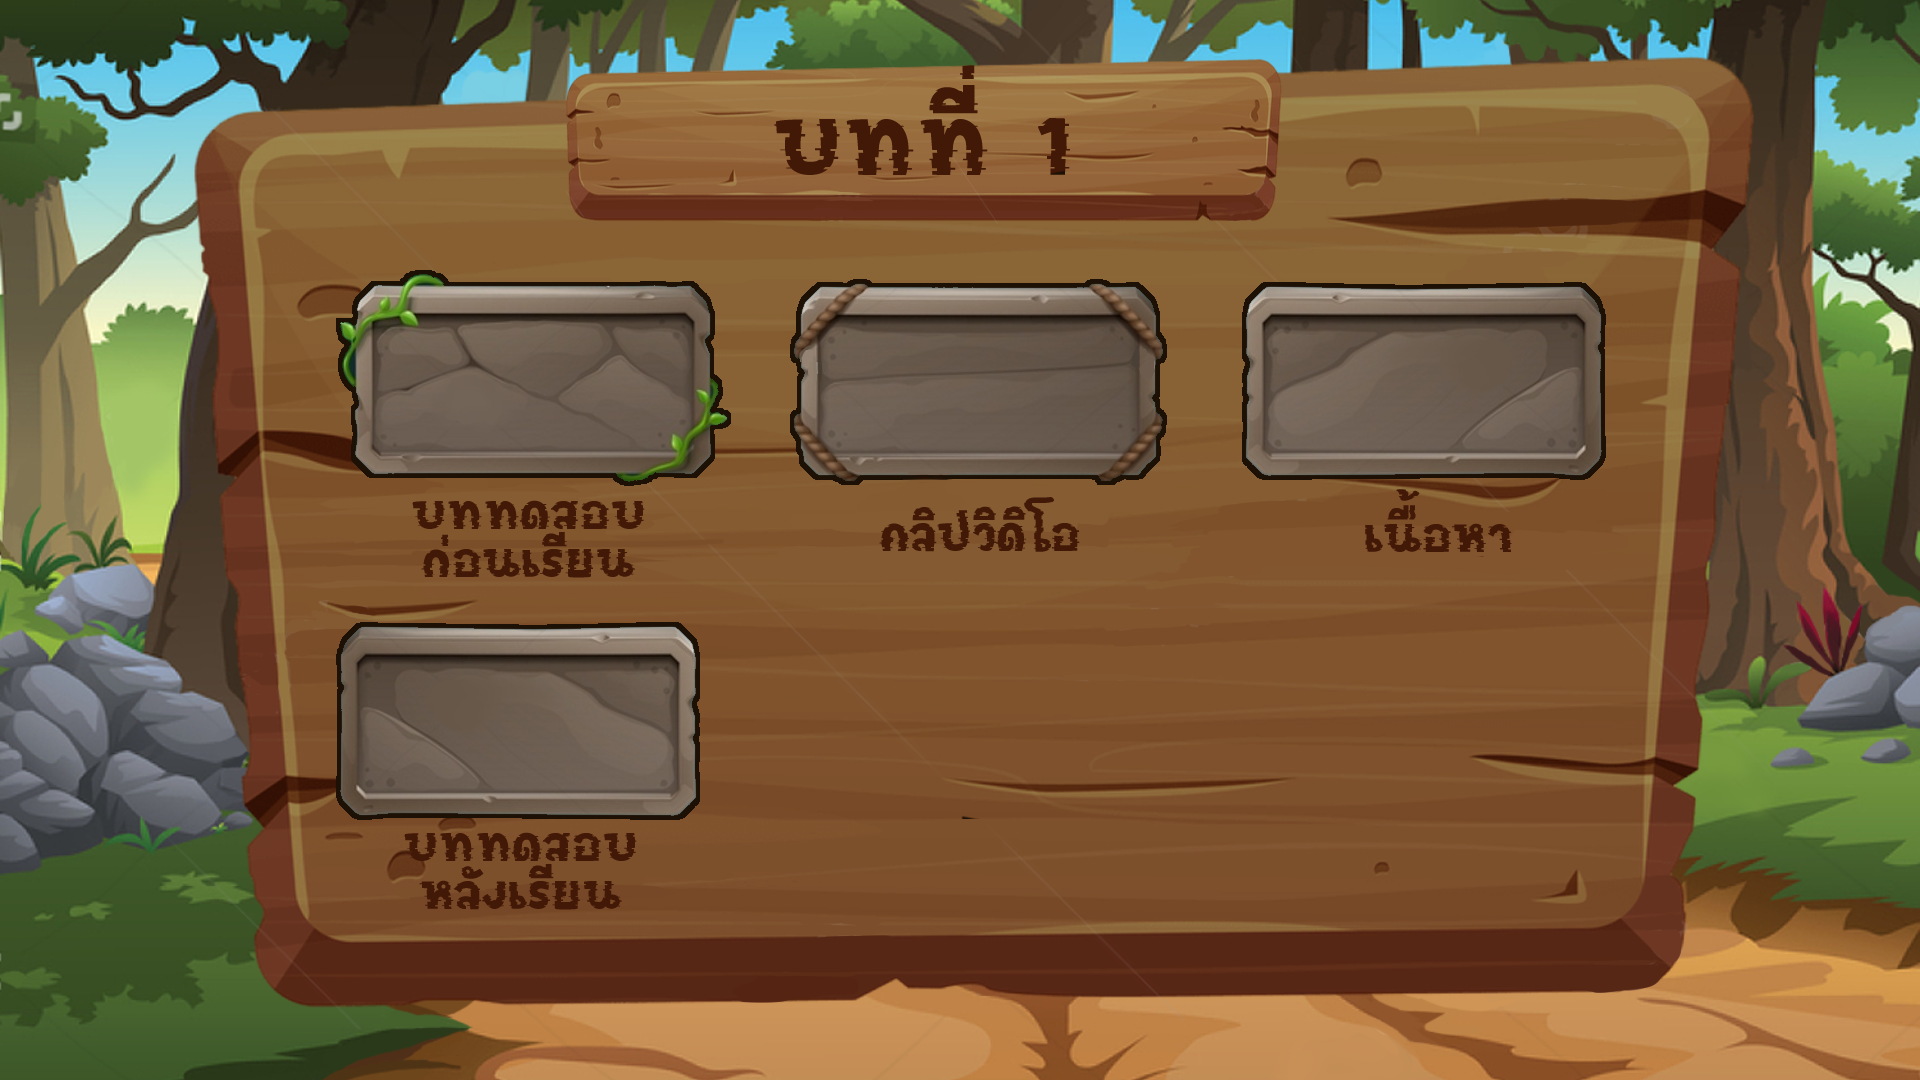 บทที่ 1
บททดสอบ
ก่อนเรียน
คลิปวิดิโอ
เนื้อหา
บททดสอบ
หลังเรียน